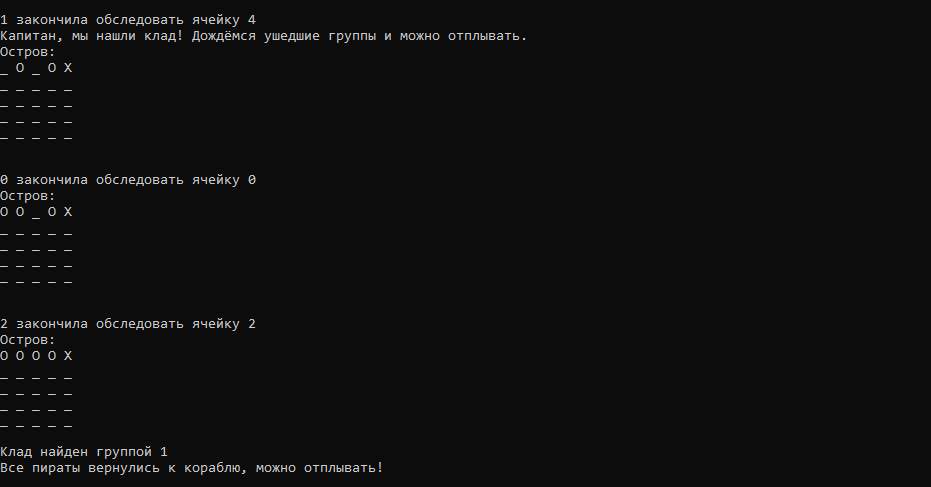 1 закончила обследовать ячейку 4
Капитан, мы нашли клад! Дождёмся ушедшие группы и можно отплывать.
Остров:
_ O _ O X
_ _ _ _ _
_ _ _ _ _
_ _ _ _ _
_ _ _ _ _
0 закончила обследовать ячейку 0
Остров:
O O _ O X
_ _ _ _ _
_ _ _ _ _
_ _ _ _ _
_ _ _ _ _
2 закончила обследовать ячейку 2
Остров:
O O O O X
_ _ _ _ _
_ _ _ _ _
_ _ _ _ _
_ _ _ _ _
Клад найден группой 1
Все пираты вернулись к кораблю, можно отплывать!